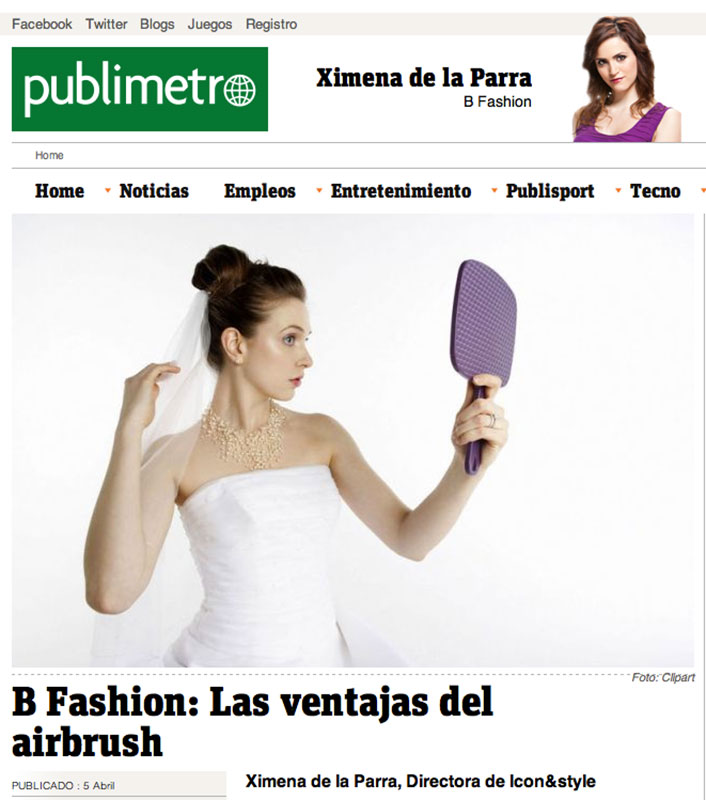 Facebook Twitter Blogs Juegos Registro
publimetro
Ximena de la Parra
B Fashion
Home
Home Noticias Empleos Entretenimiento Publisport Tecno
Foto: Clipart
B Fashion: Las ventajas del
airbrush
PUBLICADO : 5 Abril
Ximena de la Parra, Directora de Icon&style